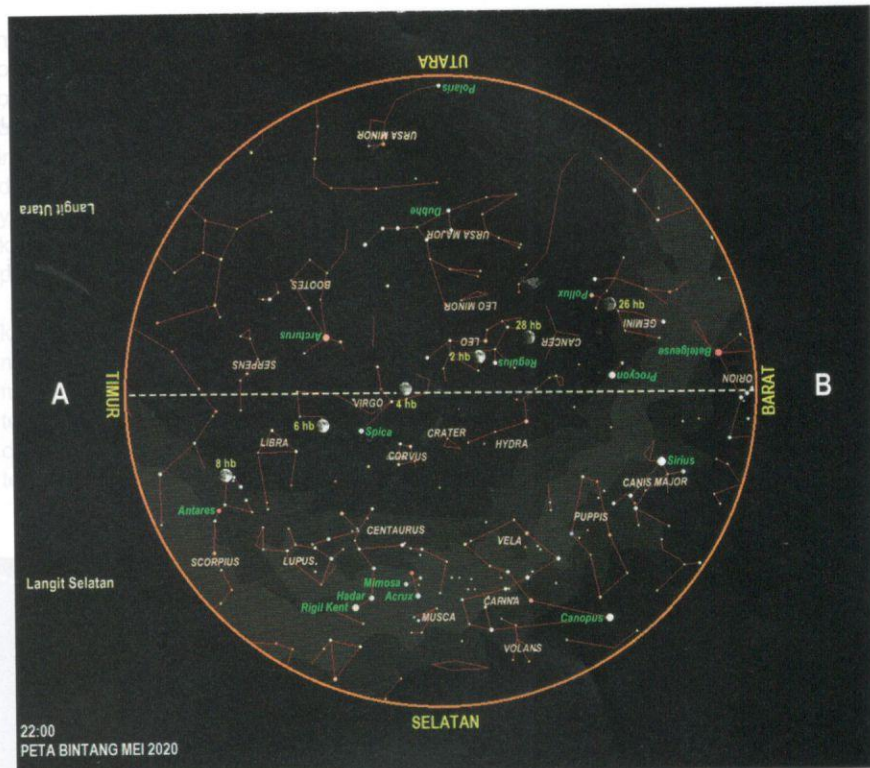 UTARA
Polaris
URSA MINOR
Langit Utara
Dubhe
URSA MAJOR
BOOTES
LEO MINOR
Pollux
26 hb
GEMINI
Arcturus
28 hb
CANCER
LEO
2 hb
Regulus
Betelgeuse
SERPENS
Procyon
ORION
A
TIMUR
BARAT
B
VIRGO
4 hb
6 hb
Spica
CRATER
HYDRA
LIBRA
CORVUS
8 hb
Sirius
CANIS MAJOR
Antares
PUPPIS
CENTAURUS
VELA
SCORPIUS
LUPUS
Langit Selatan
Mimosa
Hadar
Acrux
CARINA
Rigil Kent
MUSCA
Canopus
VOLANS
SELATAN
22:00
PETA BINTANG MEI 2020